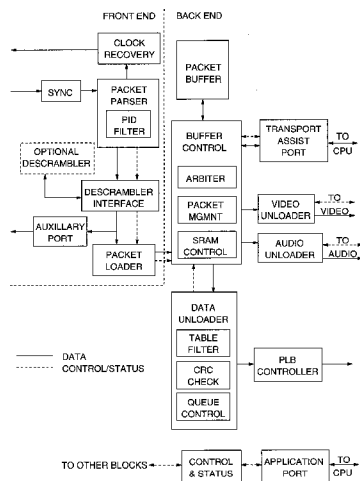 FRONT END
BACK END
CLOCK
RECOVERY
SYNC
PACKET
PARSER
PID
FILTER
OPTIONAL
DESCRAMBLER
DESCRAMBLER
INTERFACE
AUXILLARY
PORT
PACKET
LOADER
PACKET
BUFFER
BUFFER
CONTROL
ARBITER
PACKET
MGMNT
SRAM
CONTROL
TRANSPORT
ASSIST
PORT
TO
CPU
VIDEO
UNLOADER
TO
VIDEO
AUDIO
UNLOADER
TO
AUDIO
DATA
UNLOADER
TABLE
FILTER
CRC
CHECK
QUEUE
CONTROL
PLB
CONTROLLER
DATA
CONTROL/STATUS
TO OTHER BLOCKS
CONTROL
& STATUS
APPLICATION
PORT
TO
CPU